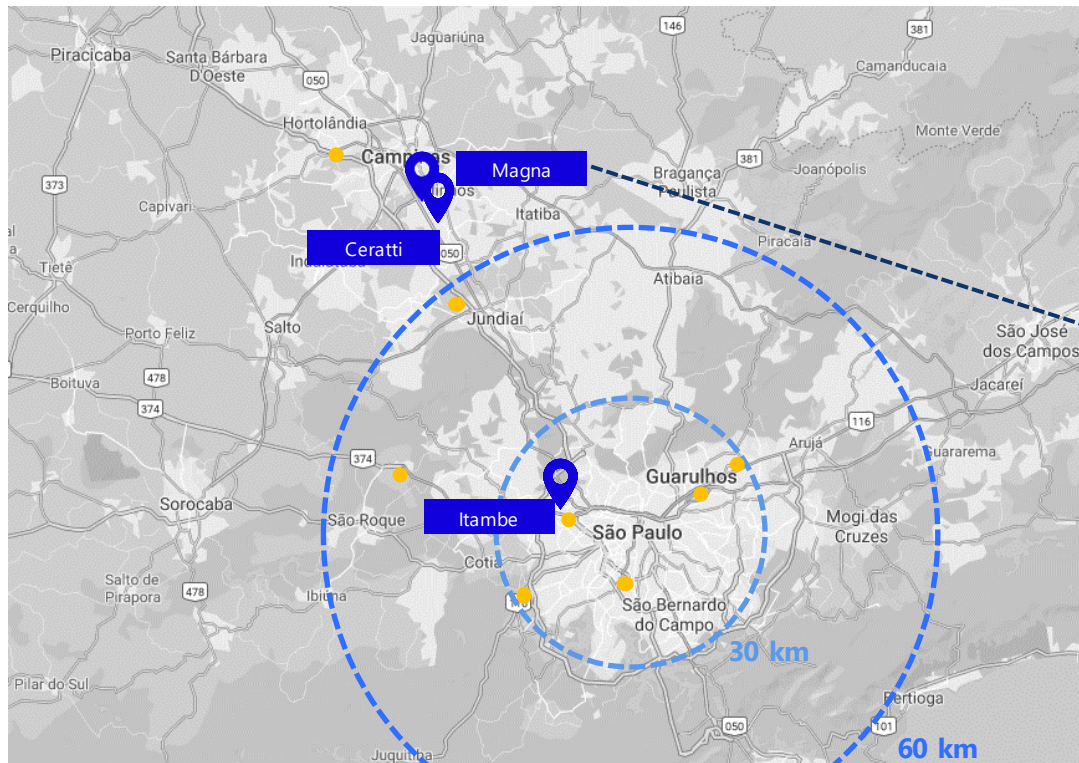 Jaguariúna
146
381
Piracicaba
Santa Bárbara
D'Oeste
050
Camanducaia
Hortolândia
Monte Verde
Campinas
381
Magna
Joanópolis
Bragança
Paulista
373
Capivari
Itatiba
Ceratti
050
Piracaia
Tietê
Atibaia
Cerquilho
Salto
Jundiaí
Porto Feliz
São José
dos Campos
Boituva
478
Jacareí
374
116
Arujá
374
Guararema
Guarulhos
Sorocaba
São Roque
Itambe
São Paulo
Mogi das
Cruzes
Cotia
Salto de
Pirapora
478
Ibiúna
São Bernardo
do Campo
30 km
Pilar do Sul
Bertioga
050
101
Juquitiba
60 km